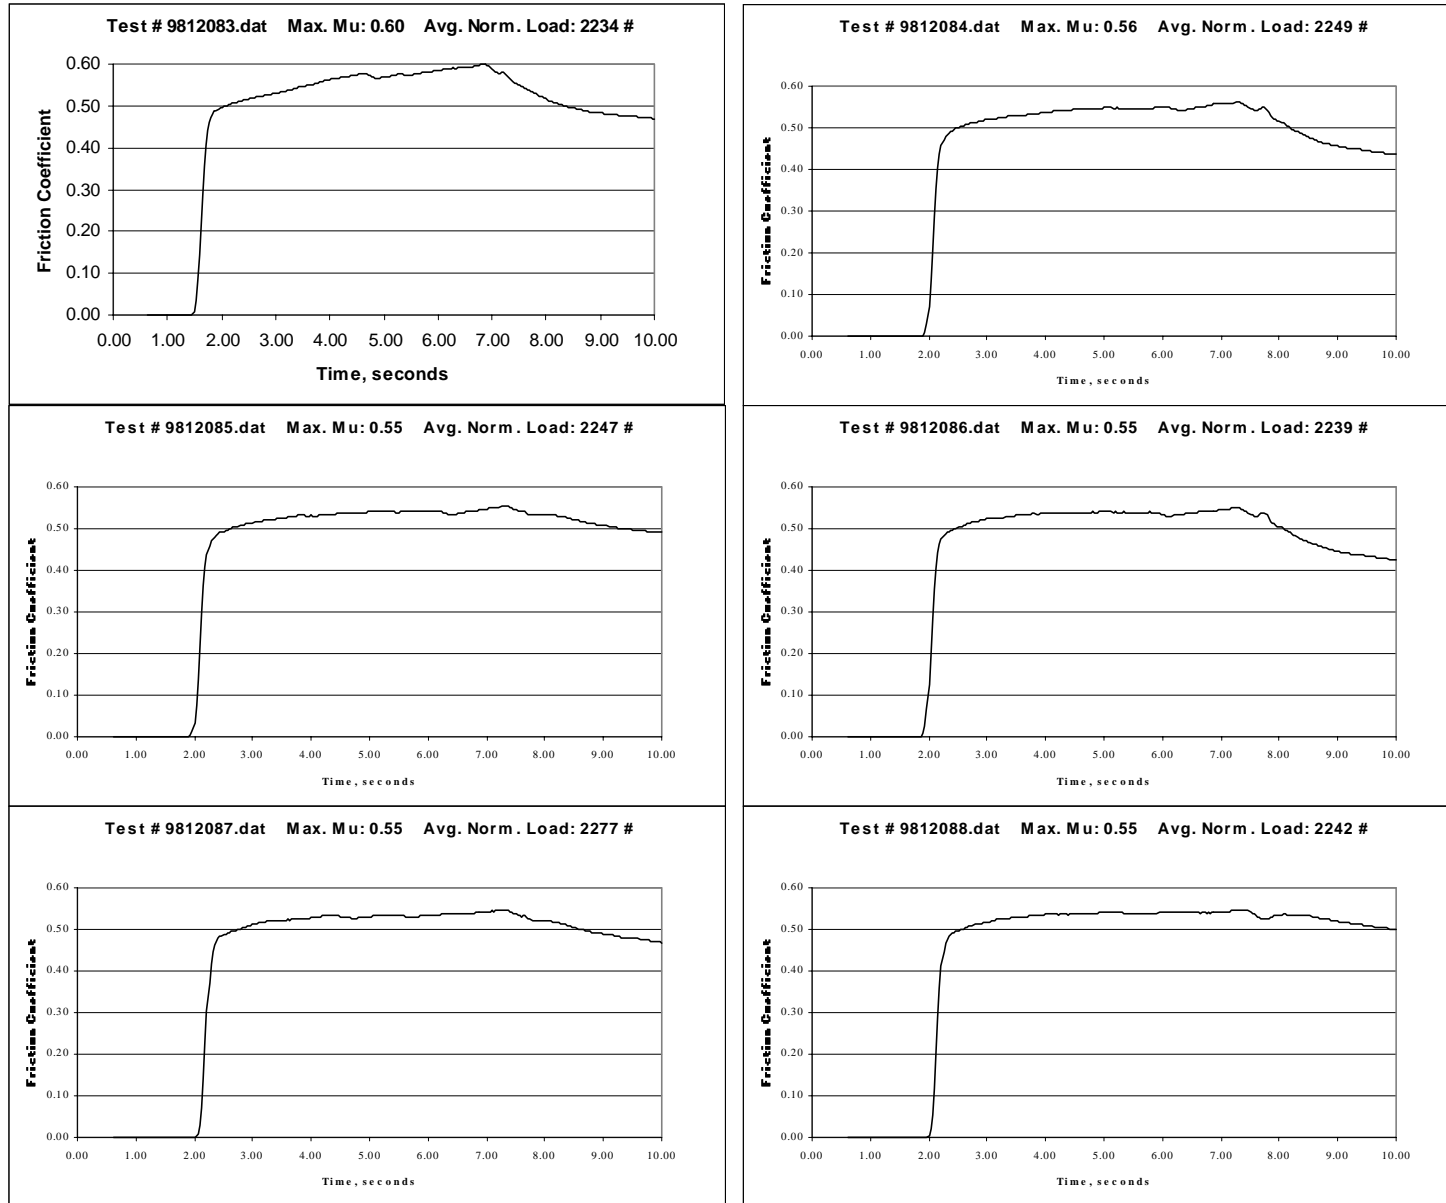 Test # 9812083.dat Max. Mu: 0.60 Avg. Norm. Load: 2234 #
0.60
0.50
0.40
0.30
0.20
0.10
0.00
Friction Coefficient
0.00 1.00 2.00 3.00 4.00 5.00 6.00 7.00 8.00 9.00 10.00
Time, seconds
Test # 9812084.dat Max. Mu: 0.56 Avg. Norm. Load: 2249 #
0.60
0.50
0.40
0.30
0.20
0.10
0.00
Friction Coefficient
0.00 1.00 2.00 3.00 4.00 5.00 6.00 7.00 8.00 9.00 10.00
Time, seconds
Test # 9812085.dat Max. Mu: 0.55 Avg. Norm. Load: 2247 #
0.60
0.50
0.40
0.30
0.20
0.10
0.00
Friction Coefficient
0.00 1.00 2.00 3.00 4.00 5.00 6.00 7.00 8.00 9.00 10.00
Time, seconds
Test # 9812086.dat Max. Mu: 0.55 Avg. Norm. Load: 2239 #
0.60
0.50
0.40
0.30
0.20
0.10
0.00
Friction Coefficient
0.00 1.00 2.00 3.00 4.00 5.00 6.00 7.00 8.00 9.00 10.00
Time, seconds
Test # 9812087.dat Max. Mu: 0.55 Avg. Norm. Load: 2277 #
0.60
0.50
0.40
0.30
0.20
0.10
0.00
Friction Coefficient
0.00 1.00 2.00 3.00 4.00 5.00 6.00 7.00 8.00 9.00 10.00
Time, seconds
Test # 9812088.dat Max. Mu: 0.55 Avg. Norm. Load: 2242 #
0.60
0.50
0.40
0.30
0.20
0.10
0.00
Friction Coefficient
0.00 1.00 2.00 3.00 4.00 5.00 6.00 7.00 8.00 9.00 10.00
Time, seconds